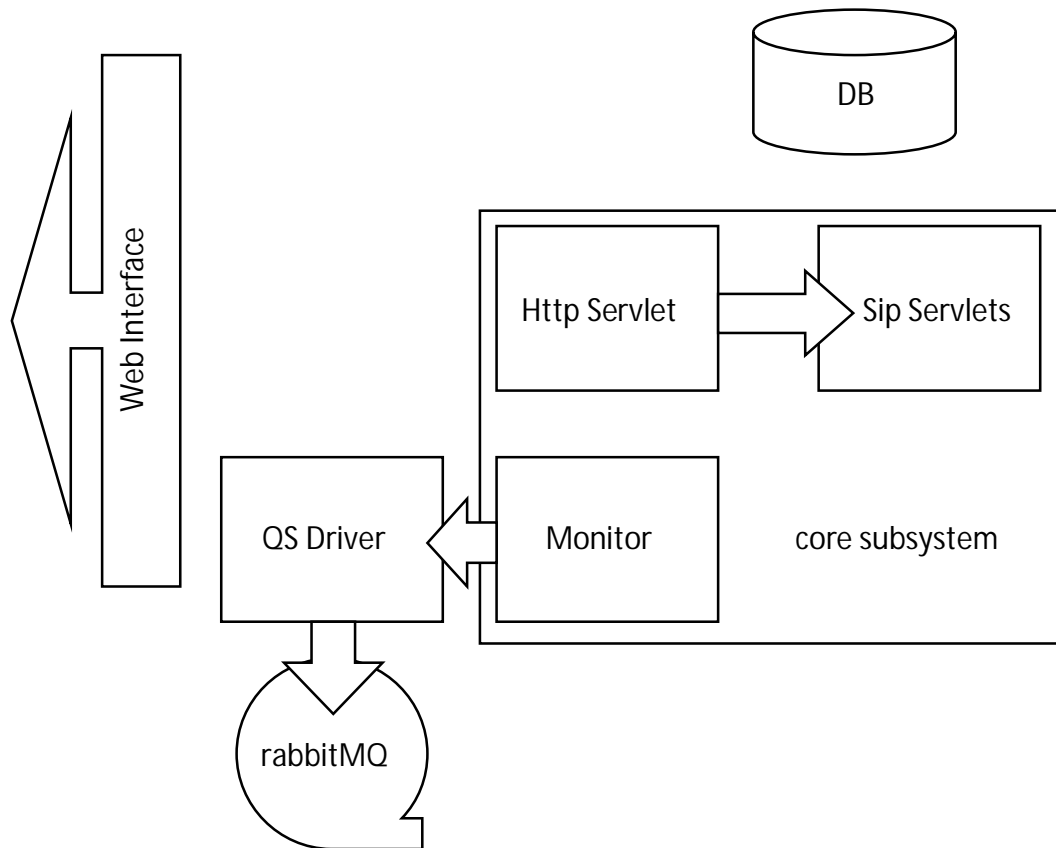 DB
Web Interface
Http Servlet
Sip Servlets
QS Driver
Monitor
core subsystem
rabbitMQ